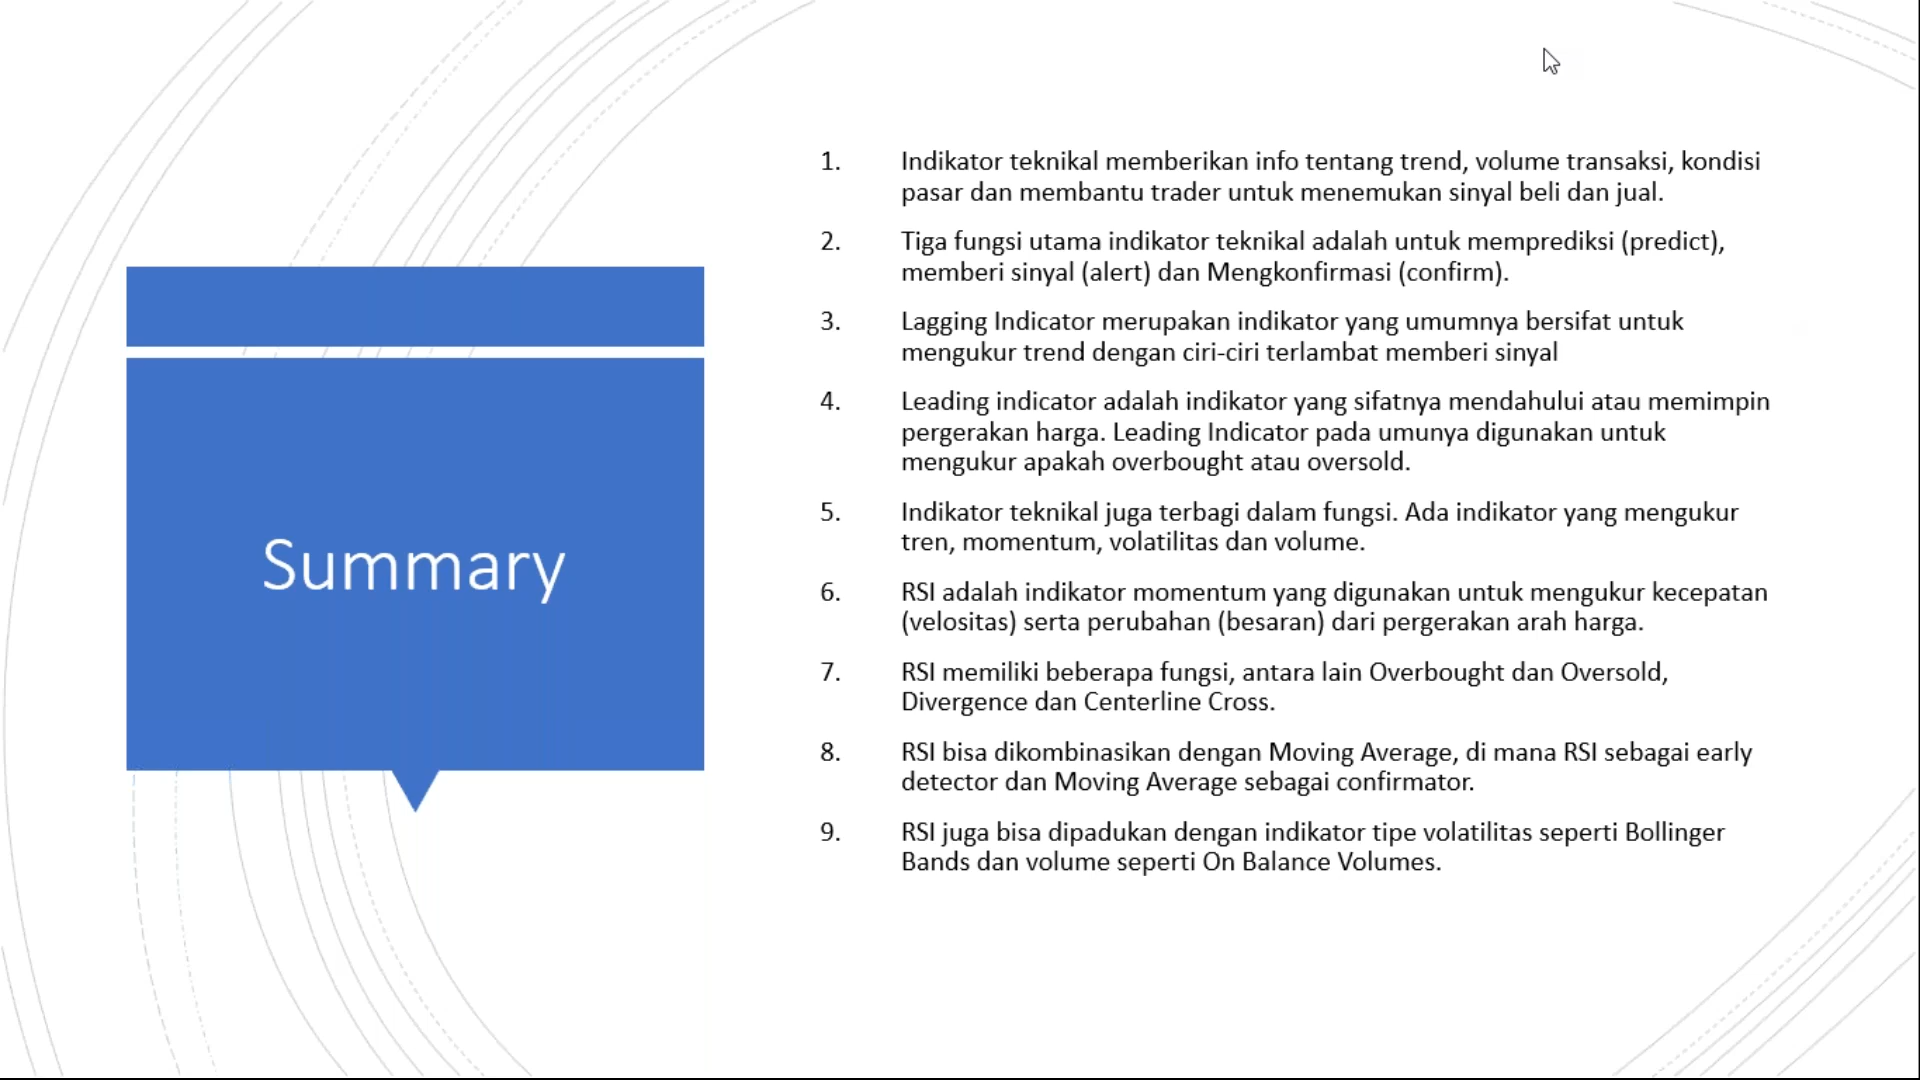 Summary
1. Indikator teknikal memberikan info tentang trend, volume transaksi, kondisi
pasar dan membantu trader untuk menemukan sinyal beli dan jual.
2. Tiga fungsi utama indikator teknikal adalah untuk memprediksi (predict),
memberi sinyal (alert) dan Mengkonfirmasi (confirm).
3. Lagging Indicator merupakan indikator yang umumnya bersifat untuk
mengukur trend dengan ciri-ciri terlambat memberi sinyal
4. Leading indicator adalah indikator yang sifatnya mendahului atau memimpin
pergerakan harga. Leading Indicator pada umunya digunakan untuk
mengukur apakah overbought atau oversold.
5. Indikator teknikal juga terbagi dalam fungsi. Ada indikator yang mengukur
tren, momentum, volatilitas dan volume.
6. RSI adalah indikator momentum yang digunakan untuk mengukur kecepatan
(velositas) serta perubahan (besaran) dari pergerakan arah harga.
7. RSI memiliki beberapa fungsi, antara lain Overbought dan Oversold,
Divergence dan Centerline Cross.
8. RSI bisa dikombinasikan dengan Moving Average, di mana RSI sebagai early
detector dan Moving Average sebagai confirmator.
9. RSI juga bisa dipadukan dengan indikator tipe volatilitas seperti Bollinger
Bands dan volume seperti On Balance Volumes.